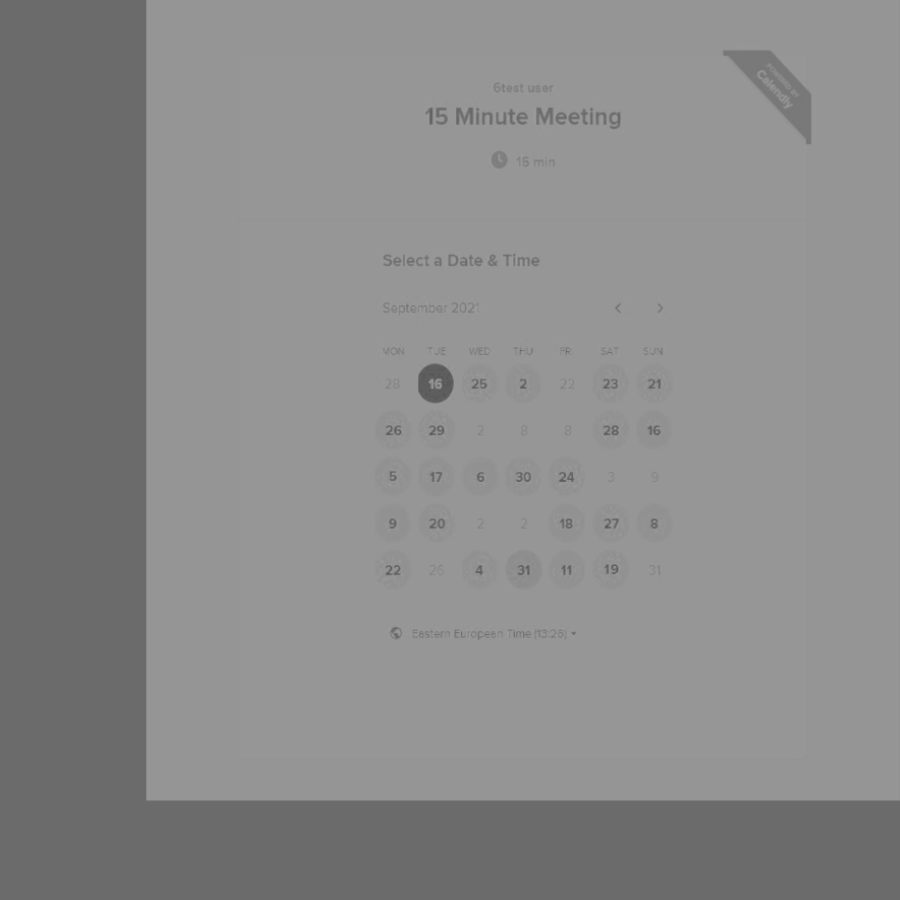 POWERED BY
Calendly
6test user
15 Minute Meeting
15 min
Select a Date & Time
September 2021
MON TUE WED THU FR SAT SUN
28 16 25 2 22 23 21
26 29 2 8 8 28 16
5 17 6 30 24 3 9
9 20 2 2 18 27 8
22 26 4 31 11 19 31
Eastern European Time (13:26)